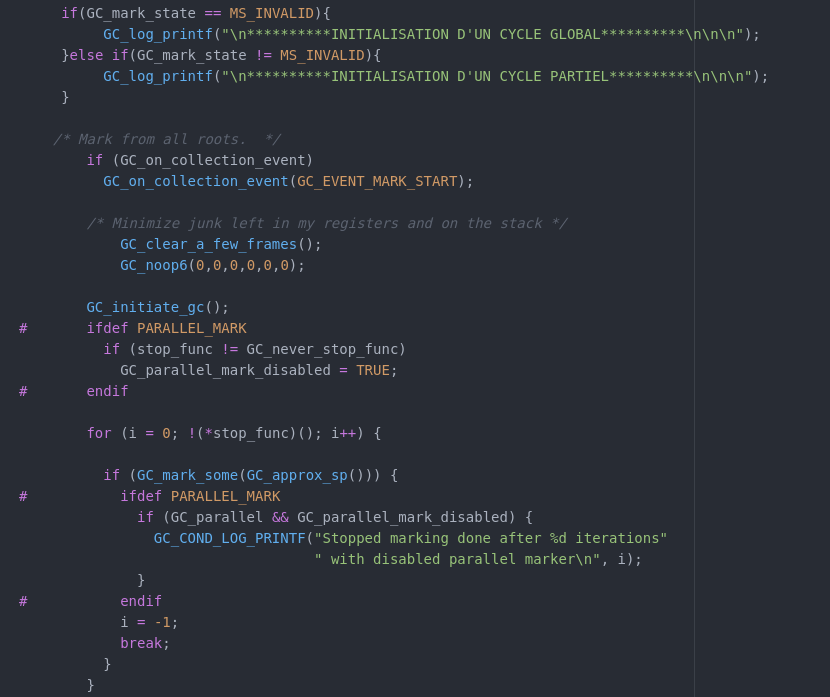 if(GC_mark_state == MS_INVALID){
GC_log_printf("\n**********INITIALISATION D'UN CYCLE GLOBAL**********\n\n\n");
}else if(GC_mark_state != MS_INVALID){
GC_log_printf("\n**********INITIALISATION D'UN CYCLE PARTIEL**********\n\n\n");
}
/* Mark from all roots.  */
if (GC_on_collection_event)
GC_on_collection_event(GC_EVENT_MARK_START);
/* Minimize junk left in my registers and on the stack */
GC_clear_a_few_frames();
GC_noop6(0,0,0,0,0,0);
GC_initiate_gc();
#       ifdef PARALLEL_MARK
if (stop_func != GC_never_stop_func)
GC_parallel_mark_disabled = TRUE;
#       endif
for (i = 0; !(*stop_func)(); i++) {
if (GC_mark_some(GC_approx_sp())) {
#           ifdef PARALLEL_MARK
if (GC_parallel && GC_parallel_mark_disabled) {
GC_COND_LOG_PRINTF("Stopped marking done after %d iterations"
" with disabled parallel marker\n", i);
}
#           endif
i = -1;
break;
}
}